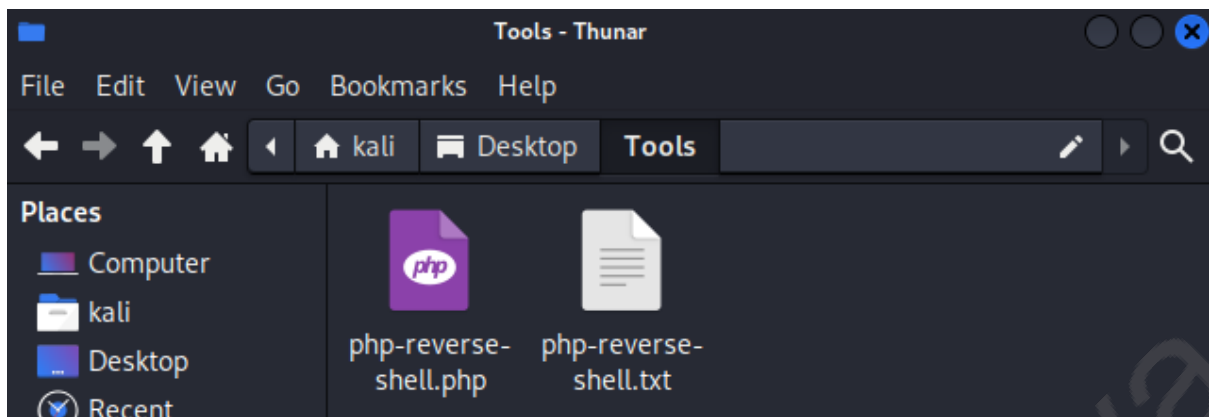 Tools - Thunar
File Edit View Go Bookmarks Help
kali Desktop Tools
Places
Computer
kali
Desktop
Recent
php
php-reverse-
shell.php
php-reverse-
shell.txt